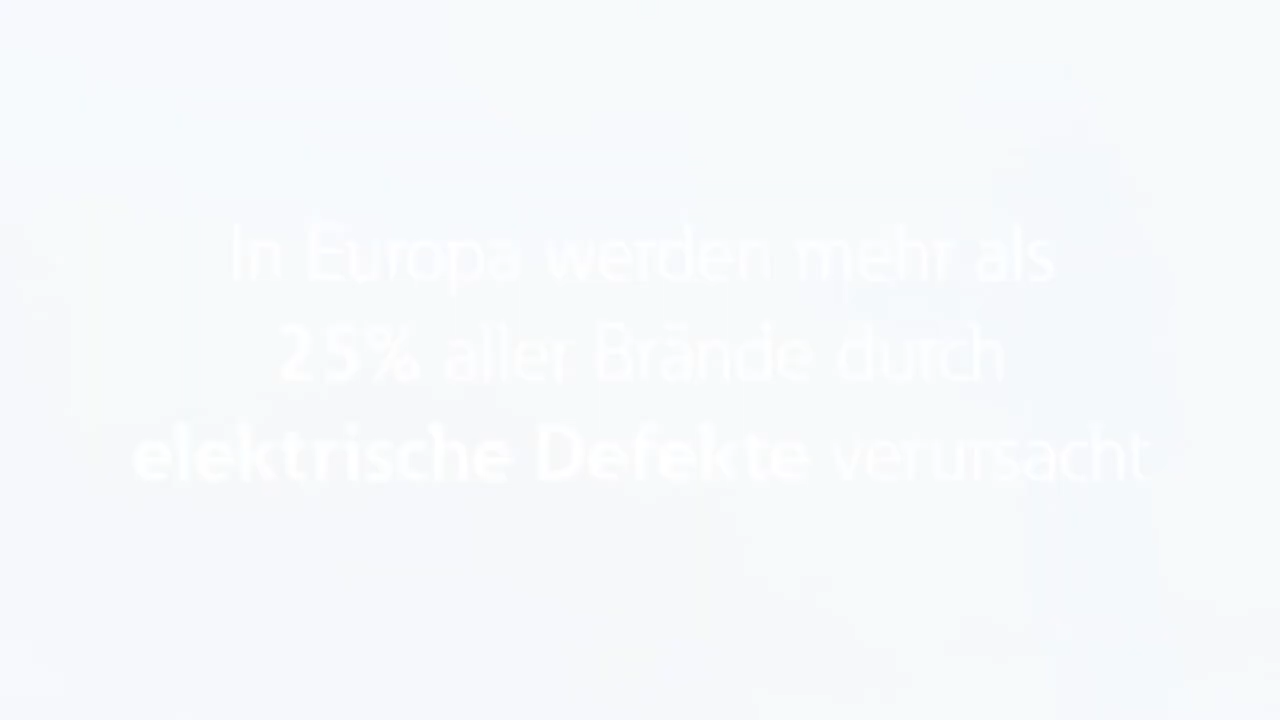 In Europa werden mehr als
25% aller Brände durch
elektrische Defekte verursacht